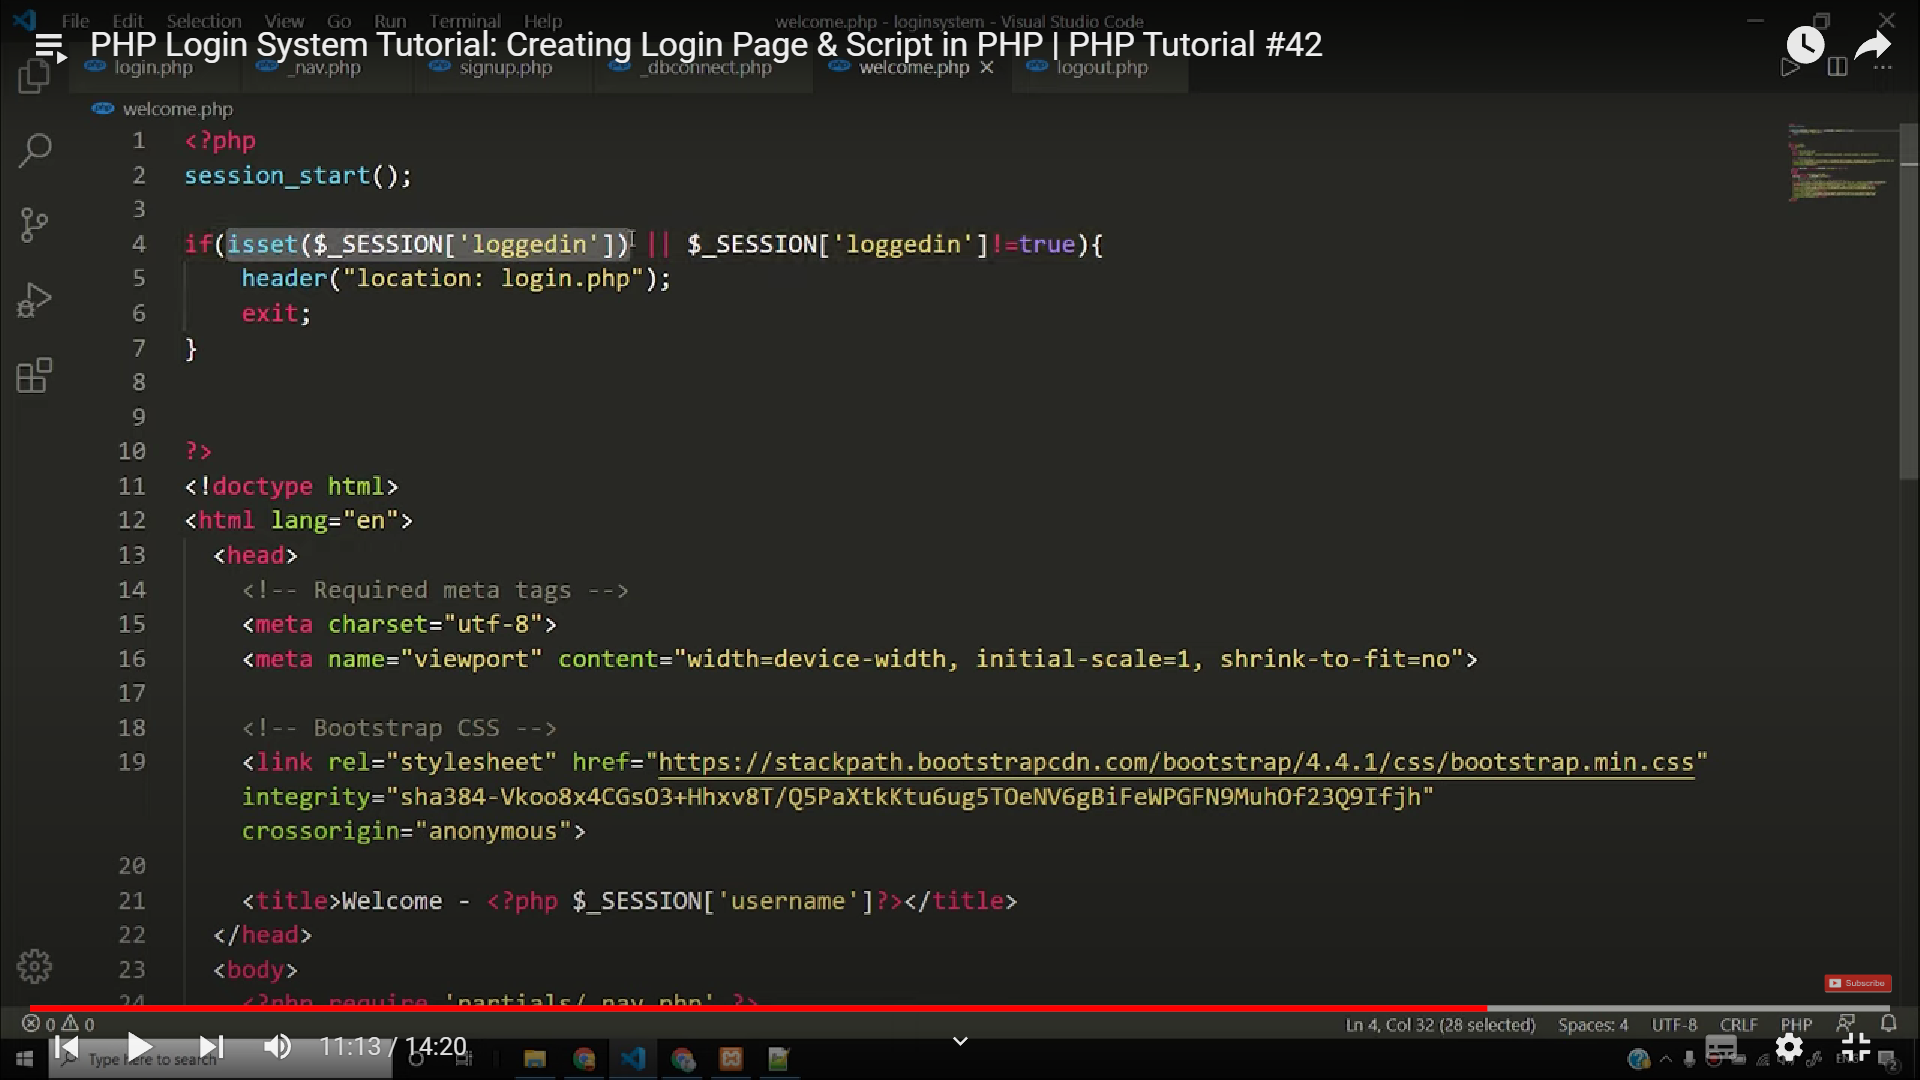 File Edit Selection View Go Run Terminal Help welcome.php - loginsystem - Visual Studio Code
PHP Login System Tutorial: Creating Login Page & Script in PHP | PHP Tutorial #42
login.php _nav.php signup.php _dbconnect.php welcome.php logout.php
welcome.php
1 <?php
2 session_start();
3
4 if(isset($_SESSION['loggedin']) || $_SESSION['loggedin']!=true){
5 header("location: login.php");
6 exit;
7 }
8
9
10 ?>
11 <!doctype html>
12 <html lang="en">
13 <head>
14 <!-- Required meta tags -->
15 <meta charset="utf-8">
16 <meta name="viewport" content="width=device-width, initial-scale=1, shrink-to-fit=no">
17
18 <!-- Bootstrap CSS -->
19 <link rel="stylesheet" href="https://stackpath.bootstrapcdn.com/bootstrap/4.4.1/css/bootstrap.min.css"
integrity="sha384-Vkoo8x4CGsO3+Hhxv8T/Q5PaXtkKtu6ug5TOeNV6gBiFeWPGFN9MuhOf23Q9Ifjh"
crossorigin="anonymous">
20
21 <title>Welcome - <?php $_SESSION['username']?></title>
22 </head>
23 <body>
24 <?php require 'partials/_nav.php' ?>
Subscribe
0 0 Ln 4, Col 32 (28 selected) Spaces: 4 UTF-8 CRLF PHP
11:13 / 14:20
Type here to search